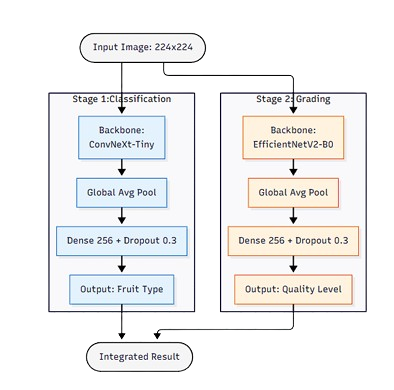 Input Image: 224x224
Stage 1:Classification
Backbone:
ConvNeXt-Tiny
Global Avg Pool
Dense 256 + Dropout 0.3
Output: Fruit Type
Stage 2: Grading
Backbone:
EfficientNetV2-B0
Global Avg Pool
Dense 256 + Dropout 0.3
Output: Quality Level
Integrated Result